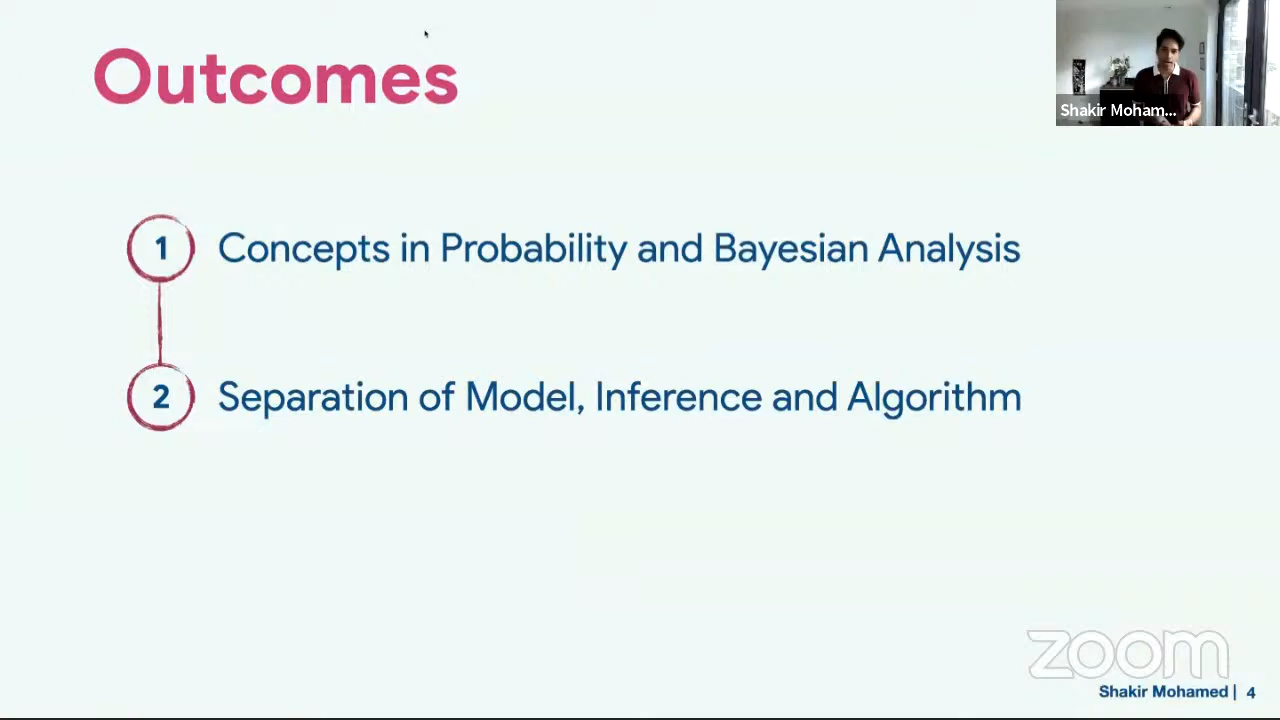 Outcomes
Shakir Moham...
1 Concepts in Probability and Bayesian Analysis
2 Separation of Model, Inference and Algorithm
zoom
Shakir Mohamed | 4